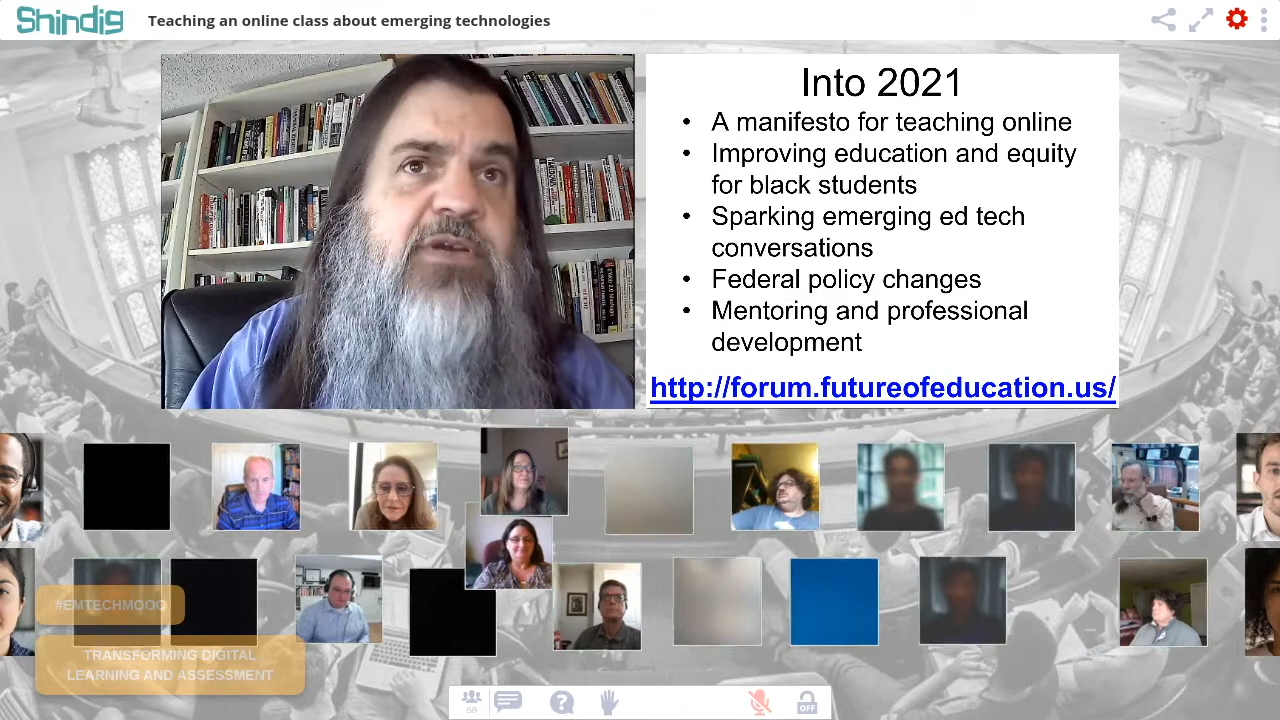 Shindig
Teaching an online class about emerging technologies
Into 2021
• A manifesto for teaching online
• Improving education and equity
for black students
• Sparking emerging ed tech
conversations
• Federal policy changes
• Mentoring and professional
development
http://forum.futureofeducation.us/
#EMTECHMOOC
TRANSFORMING DIGITAL
LEARNING AND ASSESSMENT
58
OFF